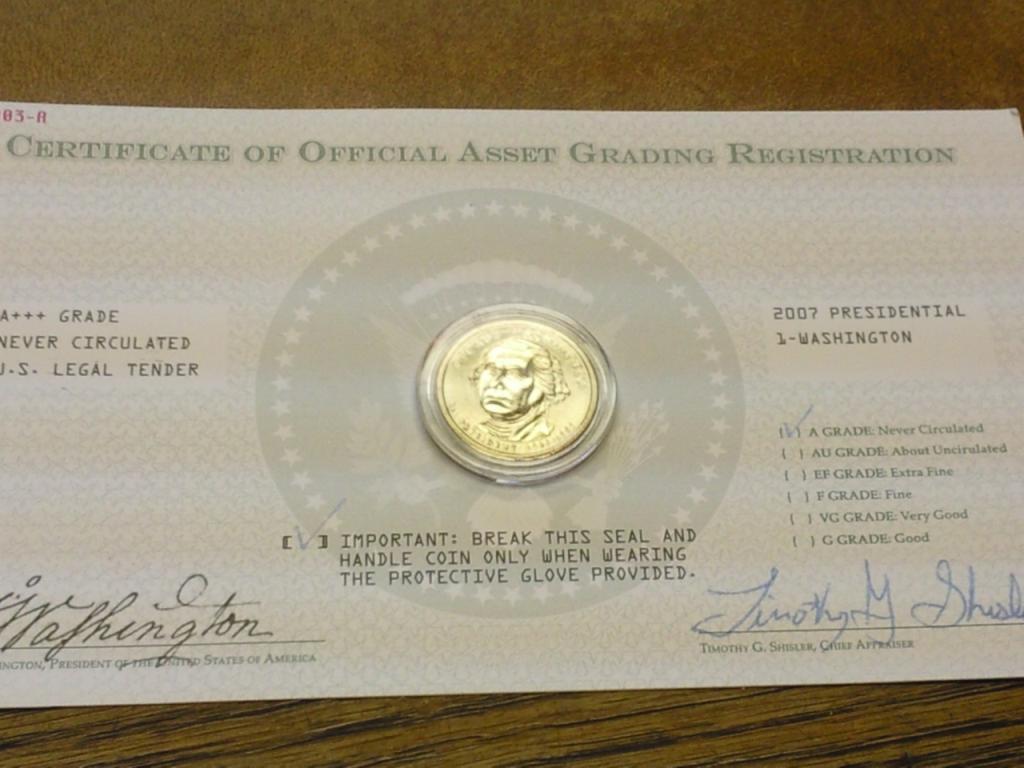 03-A
CERTIFICATE OF OFFICIAL ASSET GRADING REGISTRATION
A+++ GRADE
NEVER CIRCULATED
U.S. LEGAL TENDER
2007 PRESIDENTIAL
1-WASHINGTON
( ) A GRADE: Never Circulated
( ) AU GRADE: About Uncirculated
( ) EF GRADE: Extra Fine
( ) F GRADE: Fine
( ) VG GRADE: Very Good
( ) G GRADE: Good
[ ] IMPORTANT: BREAK THIS SEAL AND
HANDLE COIN ONLY WHEN WEARING
THE PROTECTIVE GLOVE PROVIDED.
Washington
INGTON, PRESIDENT OF THE UNITED STATES OF AMERICA
Timothy G Shisl
TIMOTHY G. SHISLER, CHIEF APPRAISER